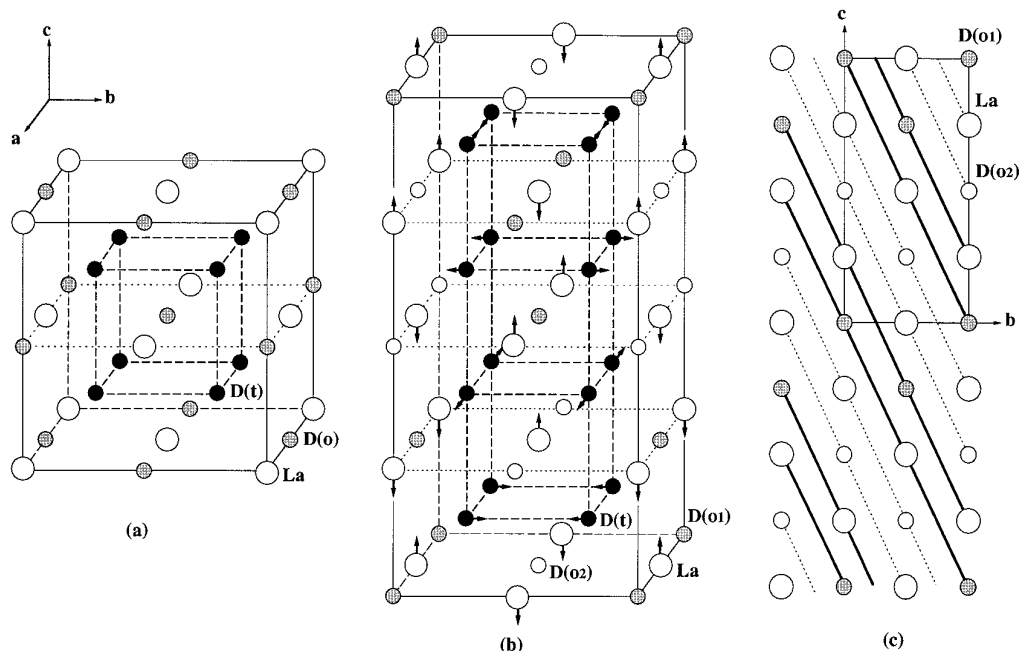 c
b
a
D(t)
D(o)
La
(a)
D(t)
D(o1)
D(o2)
La
(b)
c
D(o1)
La
D(o2)
b
(c)